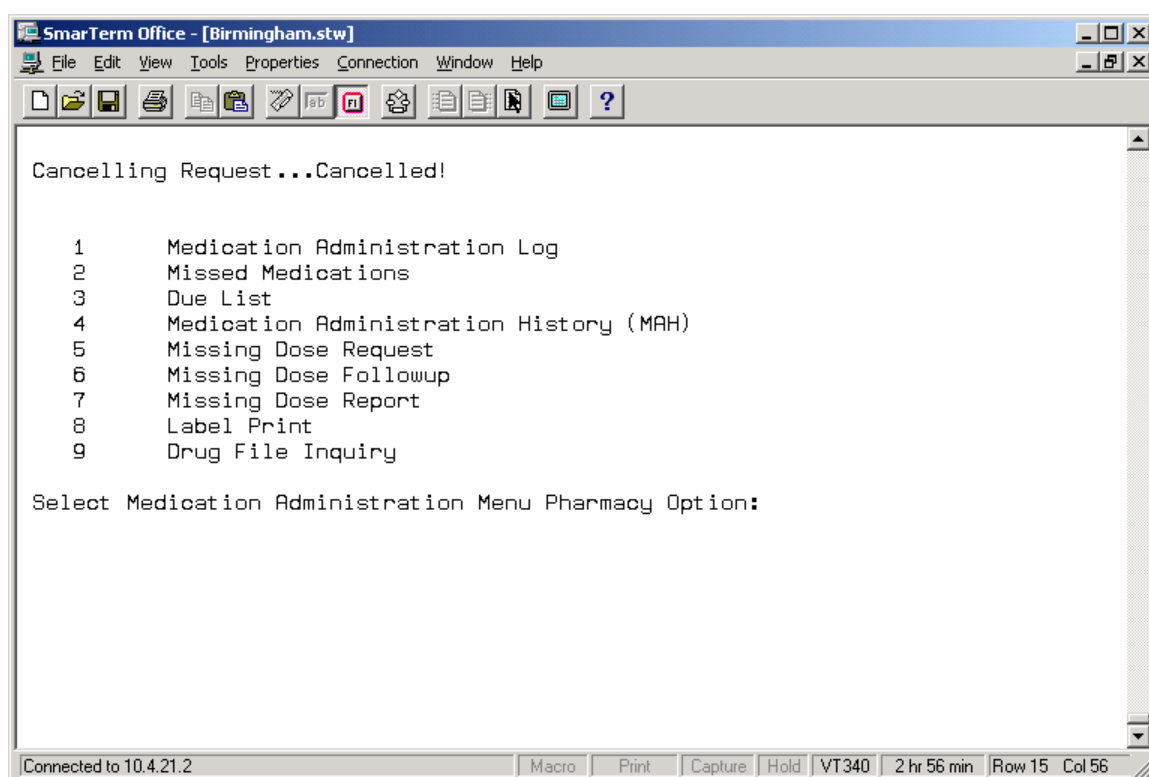 SmarTerm Office - [Birmingham.stw]
File Edit View Tools Properties Connection Window Help
Cancelling Request...Cancelled!
1 Medication Administration Log
2 Missed Medications
3 Due List
4 Medication Administration History (MAH)
5 Missing Dose Request
6 Missing Dose Followup
7 Missing Dose Report
8 Label Print
9 Drug File Inquiry
Select Medication Administration Menu Pharmacy Option:
Connected to 10.4.21.2 Macro Print Capture Hold VT340 2 hr 56 min Row 15 Col 56